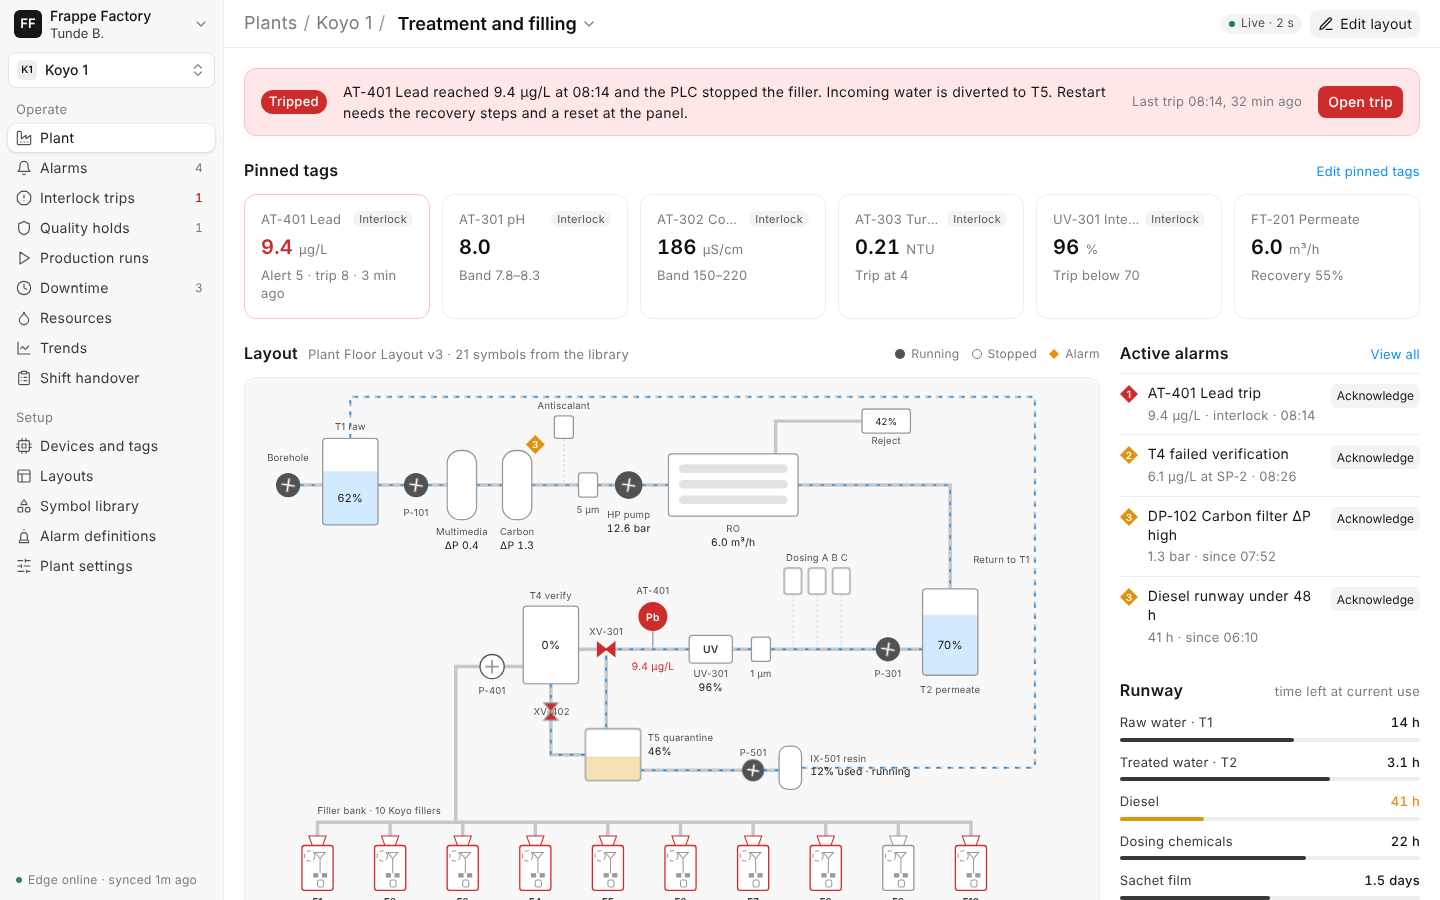 FF
Frappe Factory
Tunde B.
K1
Koyo 1
Operate
Plant
Alarms 4
Interlock trips 1
Quality holds 1
Production runs
Downtime 3
Resources
Trends
Shift handover
Setup
Devices and tags
Layouts
Symbol library
Alarm definitions
Plant settings
Edge online · synced 1m ago
Plants / Koyo 1 / Treatment and filling
Live · 2 s
Edit layout
Tripped
AT-401 Lead reached 9.4 µg/L at 08:14 and the PLC stopped the filler. Incoming water is diverted to T5. Restart
needs the recovery steps and a reset at the panel.
Last trip 08:14, 32 min ago
Open trip
Pinned tags
Edit pinned tags
AT-401 Lead Interlock
9.4 µg/L
Alert 5 · trip 8 · 3 min
ago
AT-301 pH Interlock
8.0
Band 7.8–8.3
AT-302 Co... Interlock
186 µS/cm
Band 150–220
AT-303 Tur... Interlock
0.21 NTU
Trip at 4
UV-301 Inte... Interlock
96 %
Trip below 70
FT-201 Permeate
6.0 m³/h
Recovery 55%
Layout
Plant Floor Layout v3 · 21 symbols from the library
Running
Stopped
Alarm
Antiscalant
T1 raw
3
42%
Reject
Borehole
62%
P-101
Multimedia
ΔP 0.4
Carbon
ΔP 1.3
5 µm
HP pump
12.6 bar
RO
6.0 m³/h
Dosing A B C
Return to T1
T4 verify
AT-401
Pb
XV-301
0%
9.4 µg/L
UV
UV-301
96%
1 µm
P-301
70%
T2 permeate
P-401
XV-402
T5 quarantine
46%
P-501
IX-501 resin
12% used · running
Filler bank · 10 Koyo fillers
Active alarms
View all
1
AT-401 Lead trip
9.4 µg/L · interlock · 08:14
Acknowledge
2
T4 failed verification
6.1 µg/L at SP-2 · 08:26
Acknowledge
3
DP-102 Carbon filter ΔP
high
1.3 bar · since 07:52
Acknowledge
3
Diesel runway under 48
h
41 h · since 06:10
Acknowledge
Runway
time left at current use
Raw water · T1 14 h
Treated water · T2 3.1 h
Diesel 41 h
Dosing chemicals 22 h
Sachet film 1.5 days